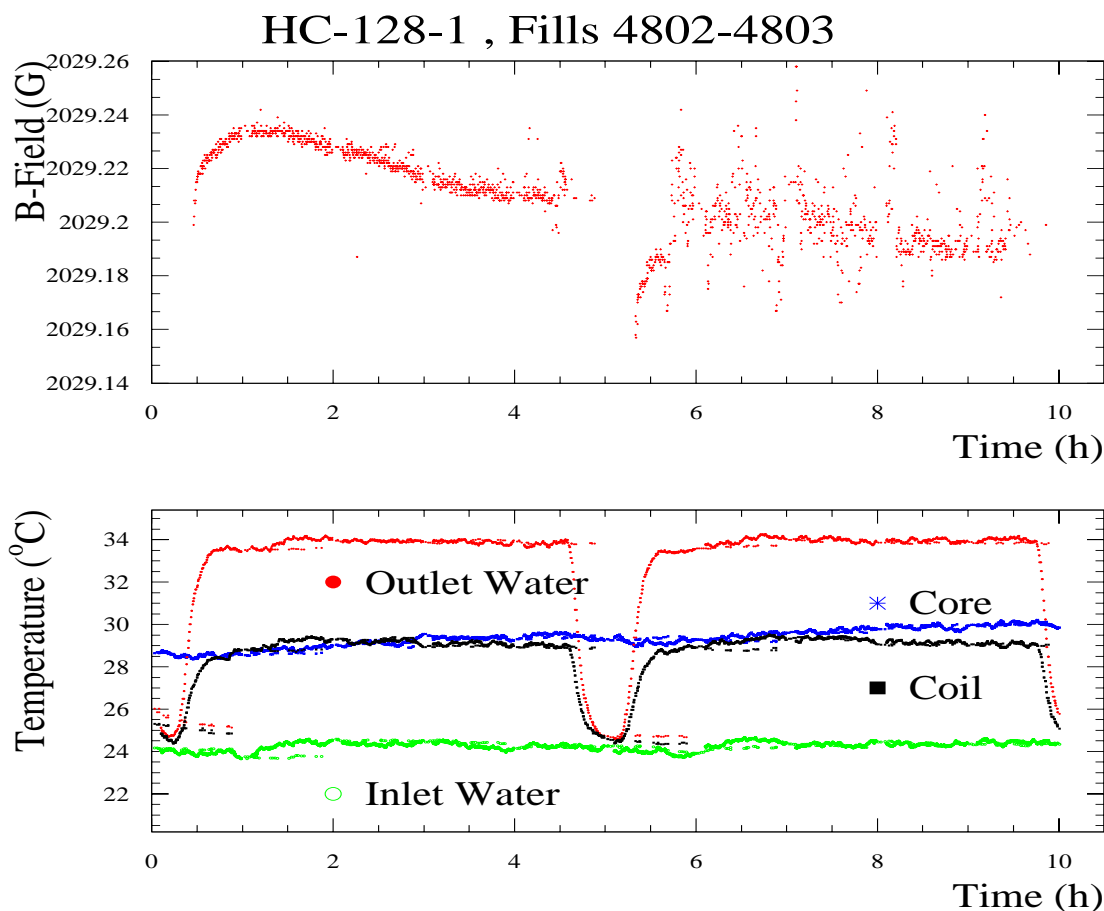 HC-128-1 , Fills 4802-4803
B-Field (G)
2029.26
2029.24
2029.22
2029.2
2029.18
2029.16
2029.14
0 2 4 6 8 10
Time (h)
Temperature (⁰C)
34
32
30
28
26
24
22
Outlet Water
Core
Coil
Inlet Water
0 2 4 6 8 10
Time (h)